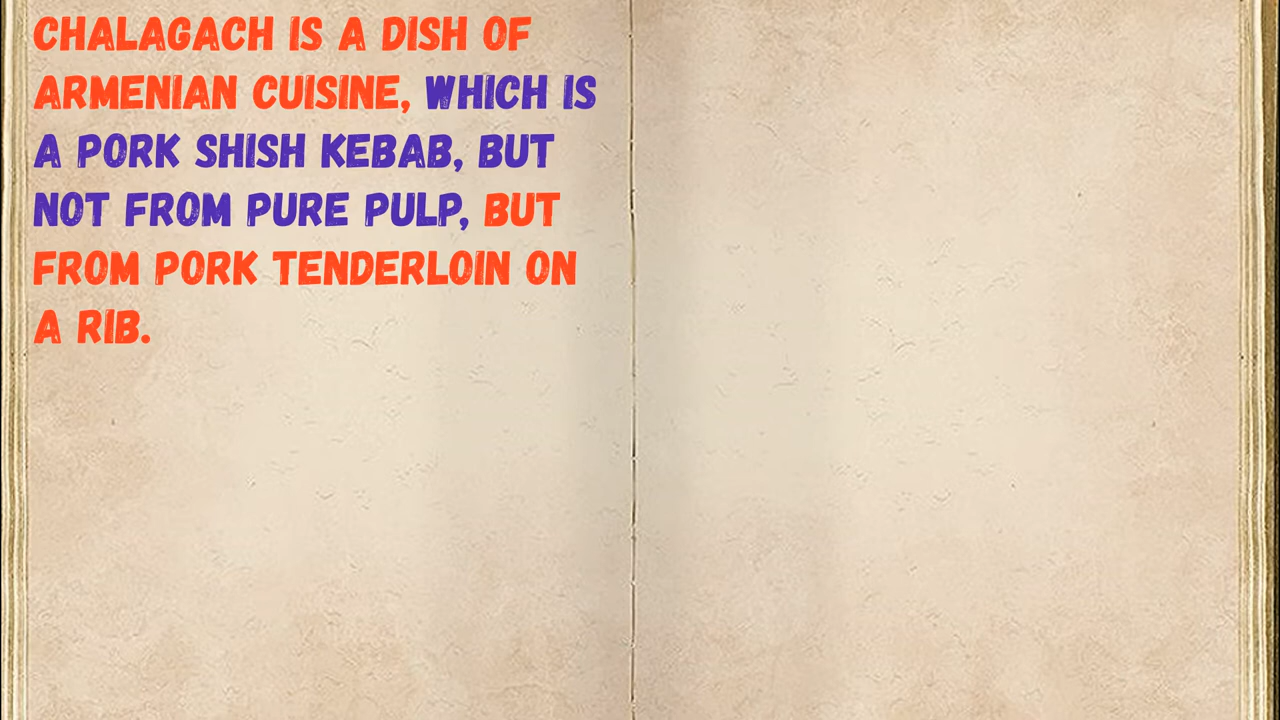 CHALAGACH IS A DISH OF
ARMENIAN CUISINE, WHICH IS
A PORK SHISH KEBAB, BUT
NOT FROM PURE PULP, BUT
FROM PORK TENDERLOIN ON
A RIB.